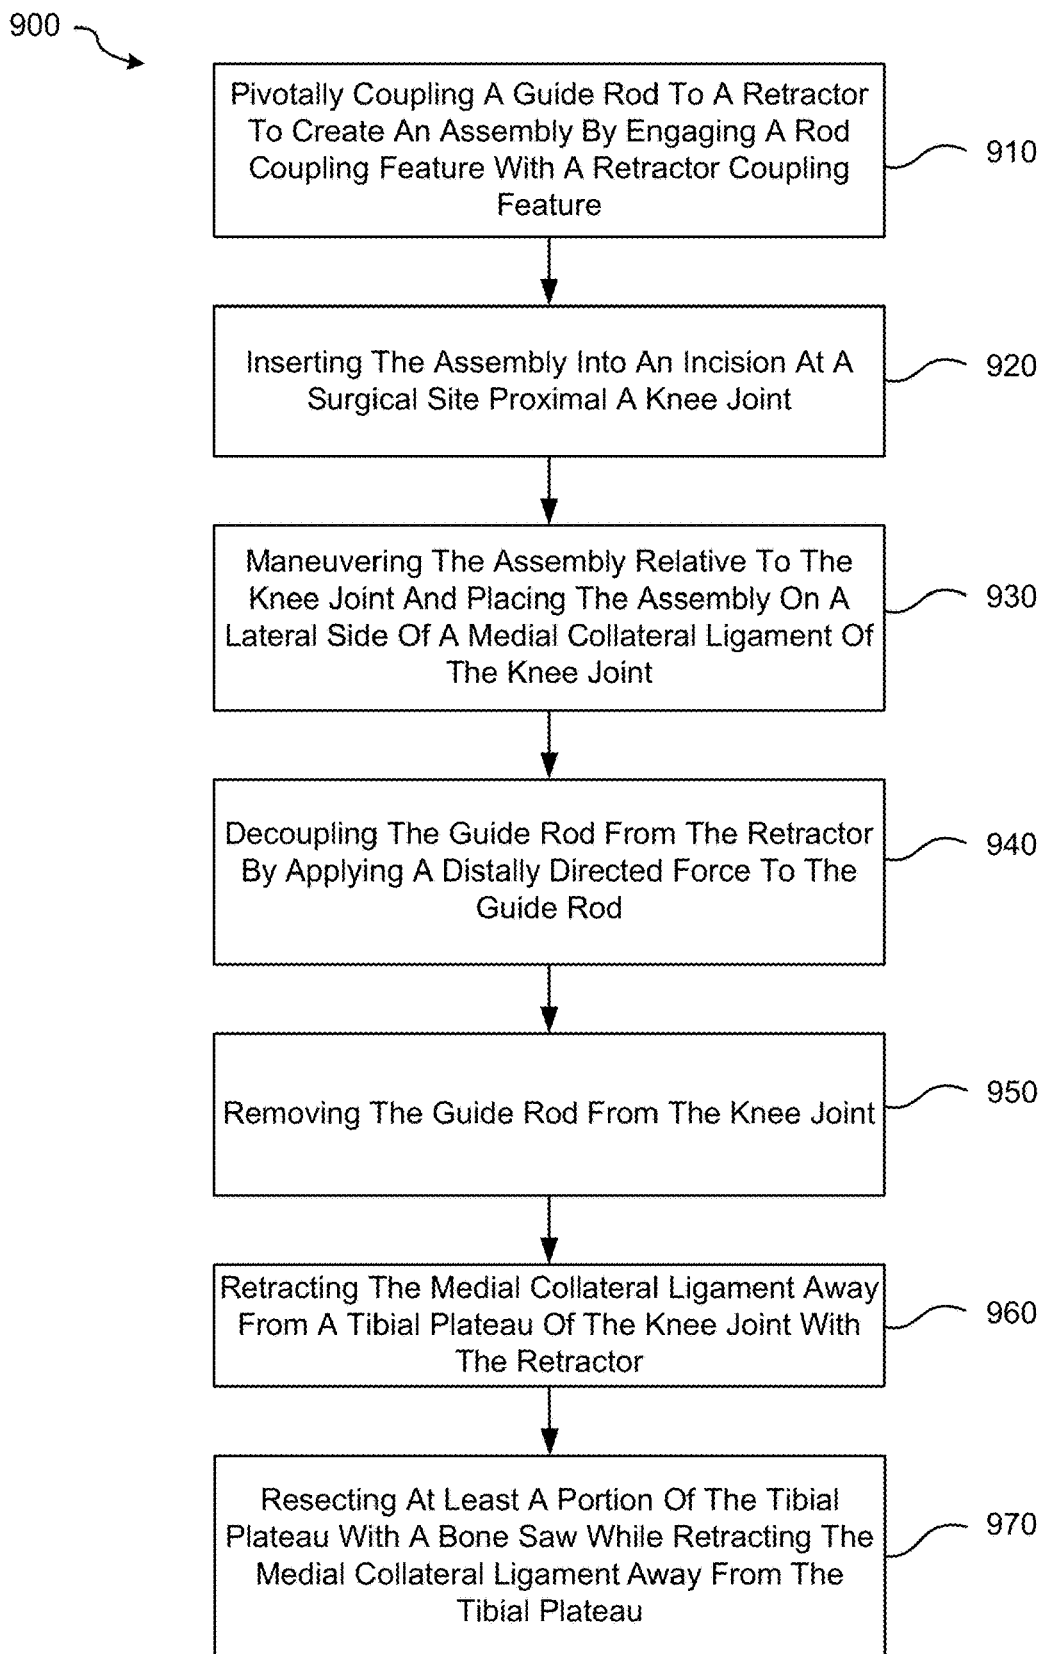 900
Pivotally Coupling A Guide Rod To A Retractor
To Create An Assembly By Engaging A Rod
Coupling Feature With A Retractor Coupling
Feature
910
Inserting The Assembly Into An Incision At A
Surgical Site Proximal A Knee Joint
920
Maneuvering The Assembly Relative To The
Knee Joint And Placing The Assembly On A
Lateral Side Of A Medial Collateral Ligament Of
The Knee Joint
930
Decoupling The Guide Rod From The Retractor
By Applying A Distally Directed Force To The
Guide Rod
940
Removing The Guide Rod From The Knee Joint
950
Retracting The Medial Collateral Ligament Away
From A Tibial Plateau Of The Knee Joint With
The Retractor
960
Resecting At Least A Portion Of The Tibial
Plateau With A Bone Saw While Retracting The
Medial Collateral Ligament Away From The
Tibial Plateau
970